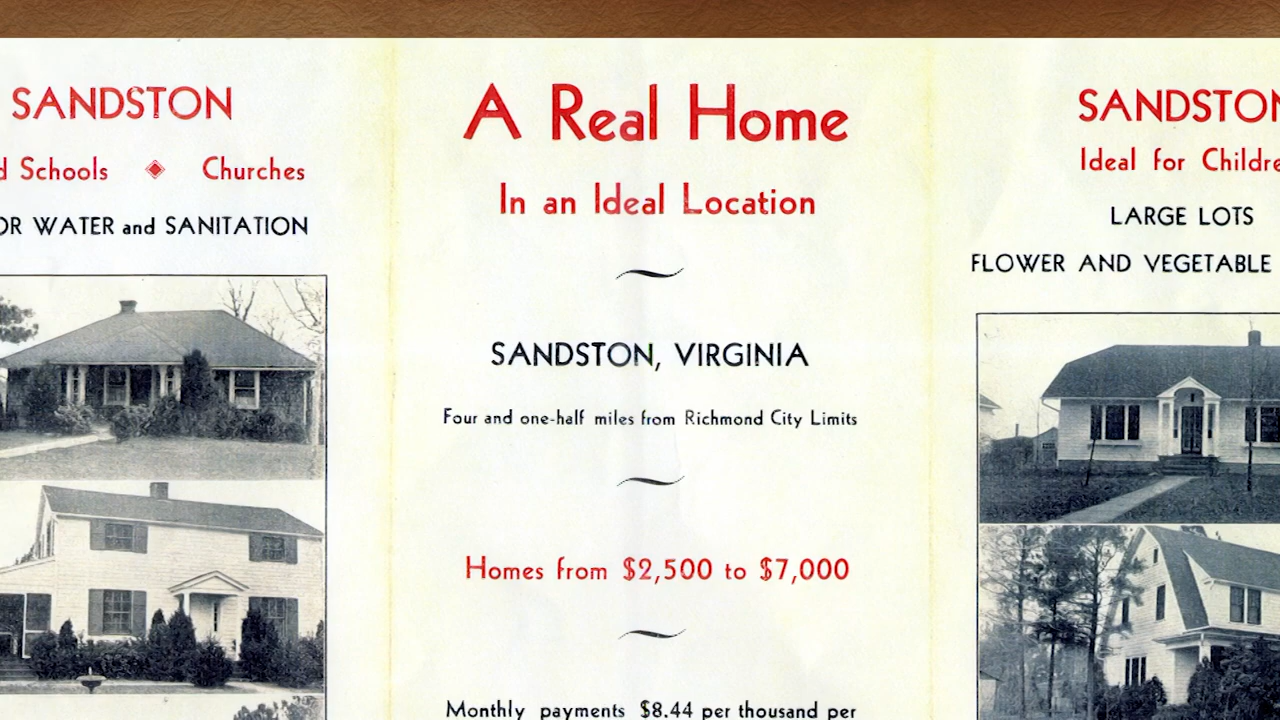 SANDSTON
Schools ◈ Churches
WATER and SANITATION
A Real Home
In an Ideal Location
SANDSTON, VIRGINIA
Four and one-half miles from Richmond City Limits
Homes from $2,500 to $7,000
Monthly payments $8.44 per thousand per
SANDSTON
Ideal for
LARGE LOTS
FLOWER AND VEGETABLE